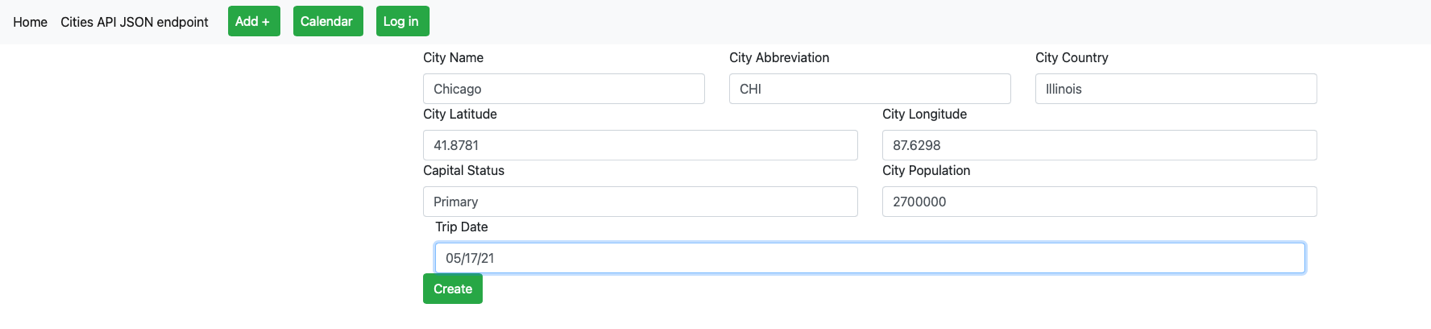 Home Cities API JSON endpoint Add + Calendar Log in
City Name City Abbreviation City Country
Chicago CHI Illinois
City Latitude City Longitude
41.8781 87.6298
Capital Status City Population
Primary 2700000
Trip Date
05/17/21
Create